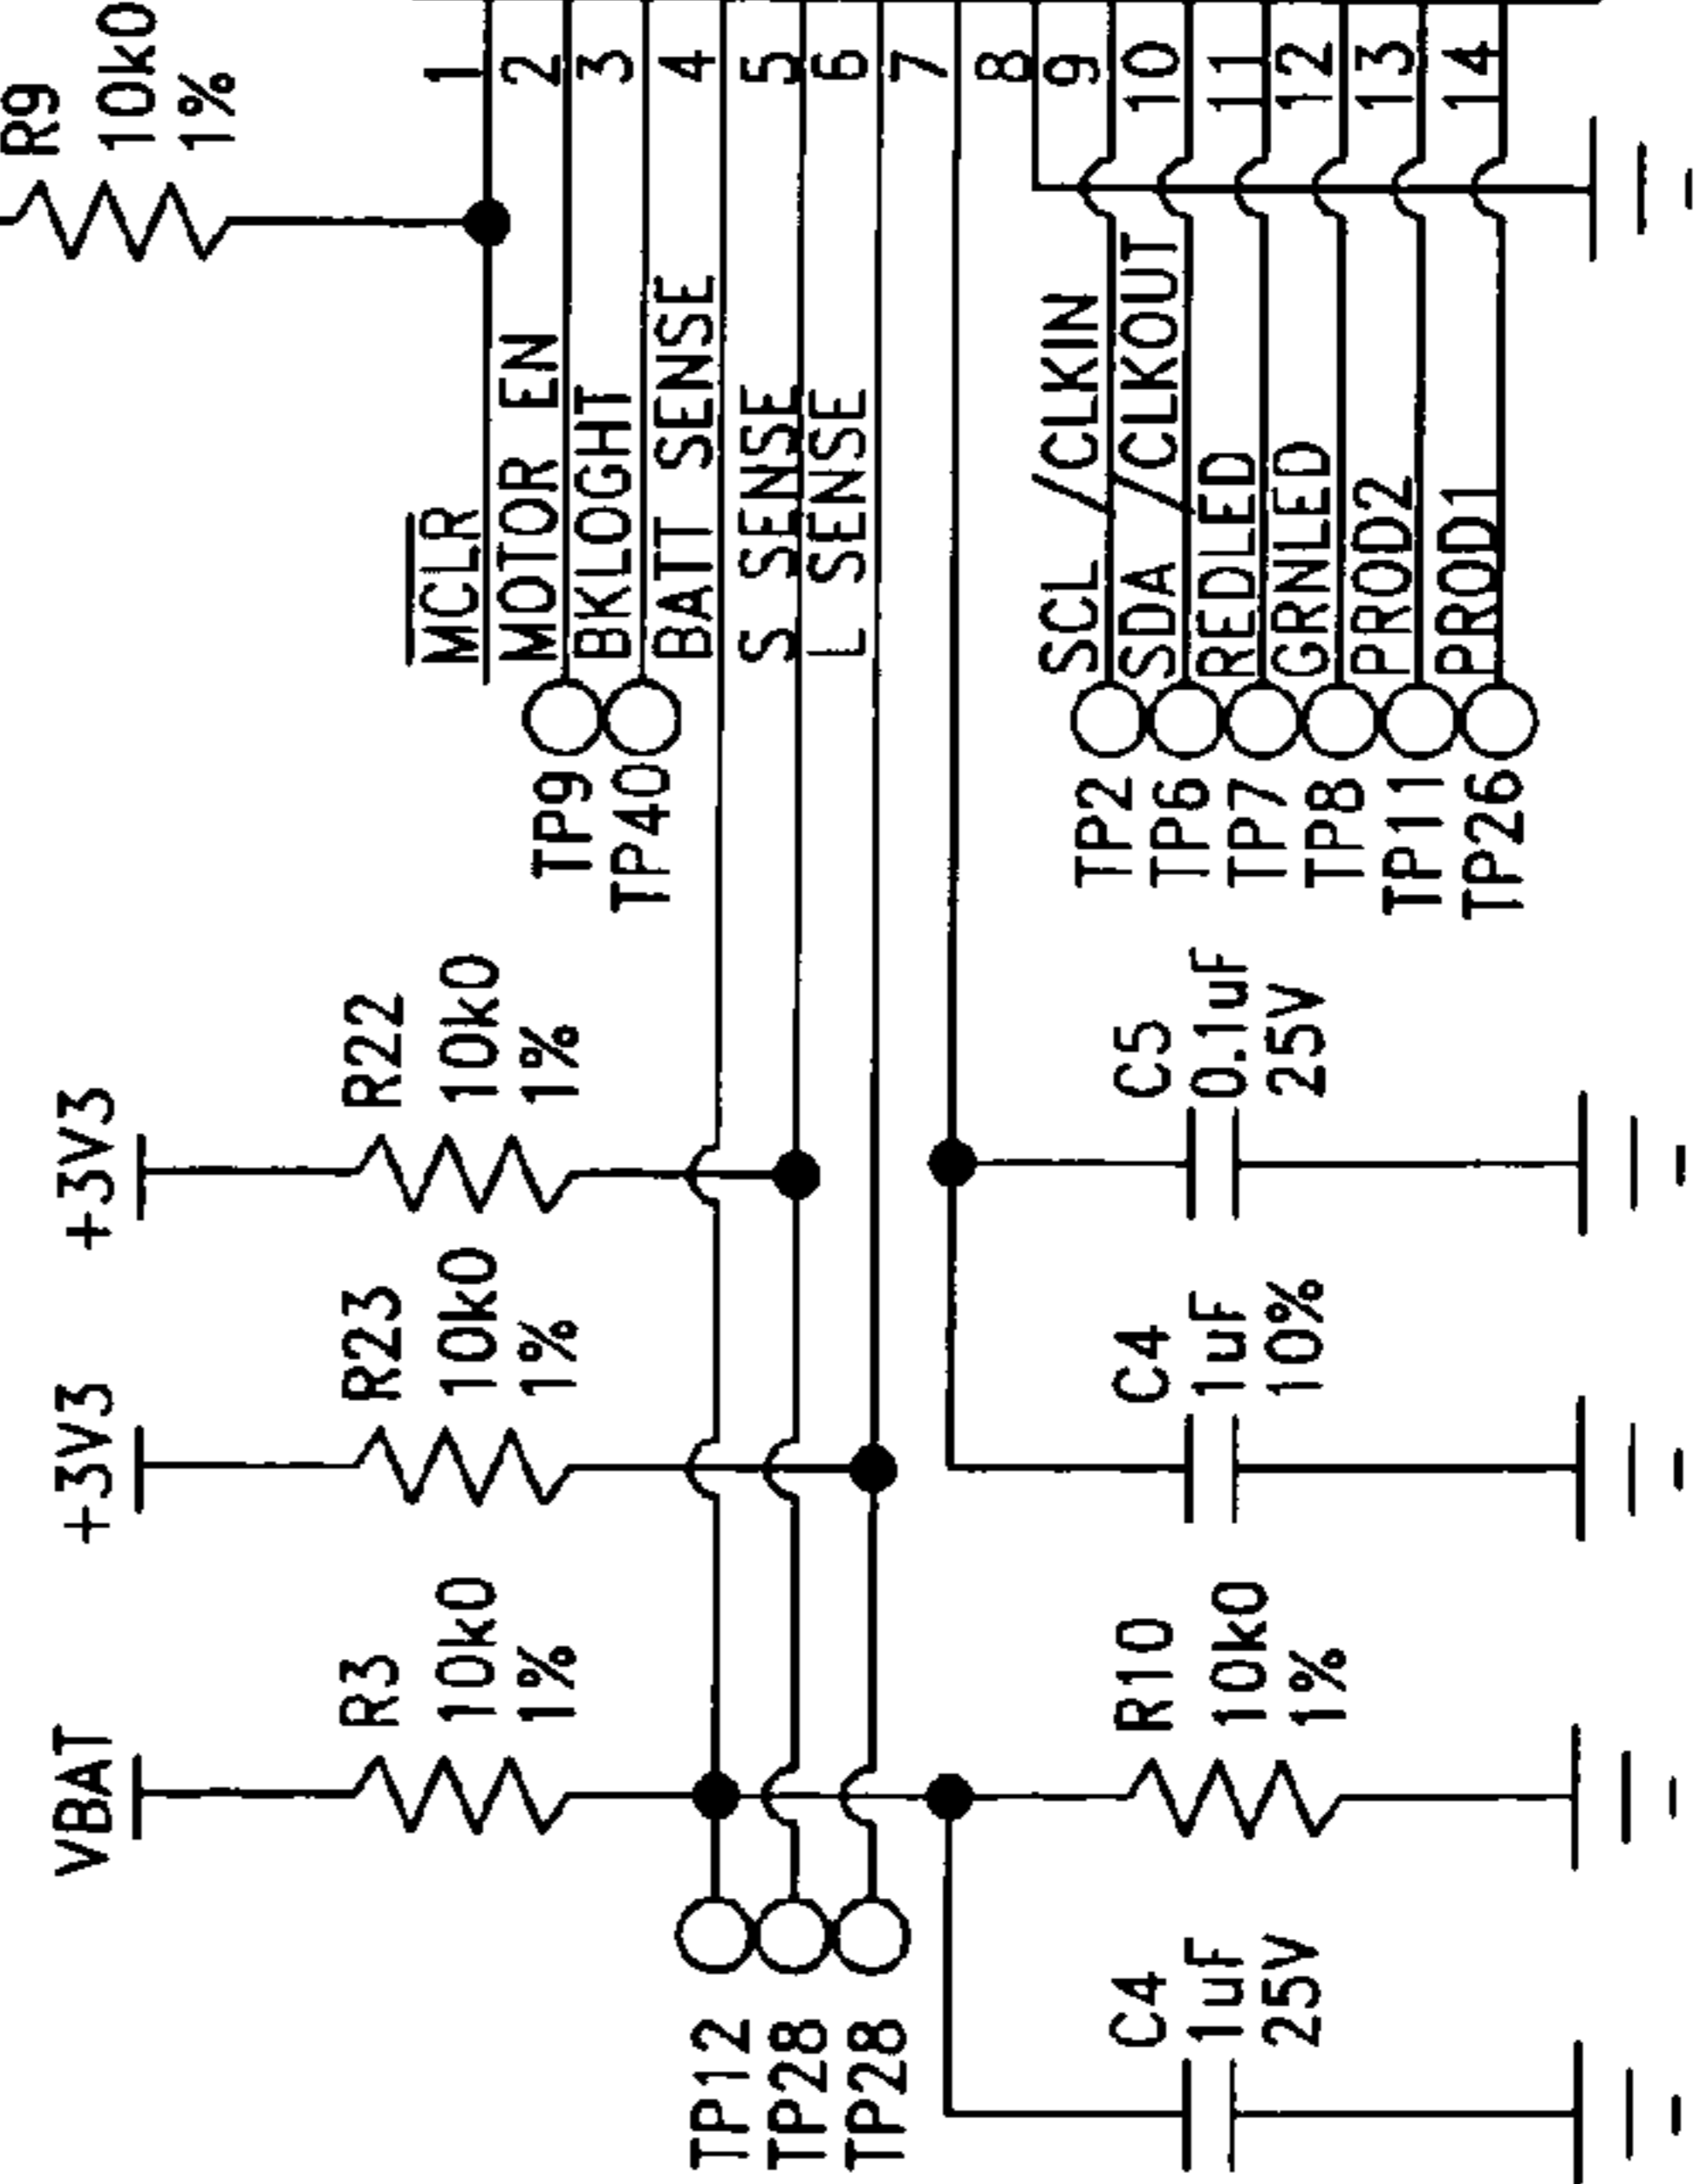 R9
10k0
1%
1
2
3
4
5
6
7
8
9
10
11
12
13
14
MCLR
MOTOR EN
BKLOGHT
BATT SENSE
S SENSE
L SENSE
SCL /CLKIN
SDA /CLKOUT
REDLED
GRNLED
PROD2
PROD1
TP9
TP40
TP2
TP6
TP7
TP8
TP11
TP26
+3V3
R22
10k0
1%
C5
0.1uF
25V
+3V3
R23
10k0
1%
C4
1uF
10%
VBAT
R3
10k0
1%
R10
10k0
1%
TP12
TP28
TP28
C4
1uF
25V